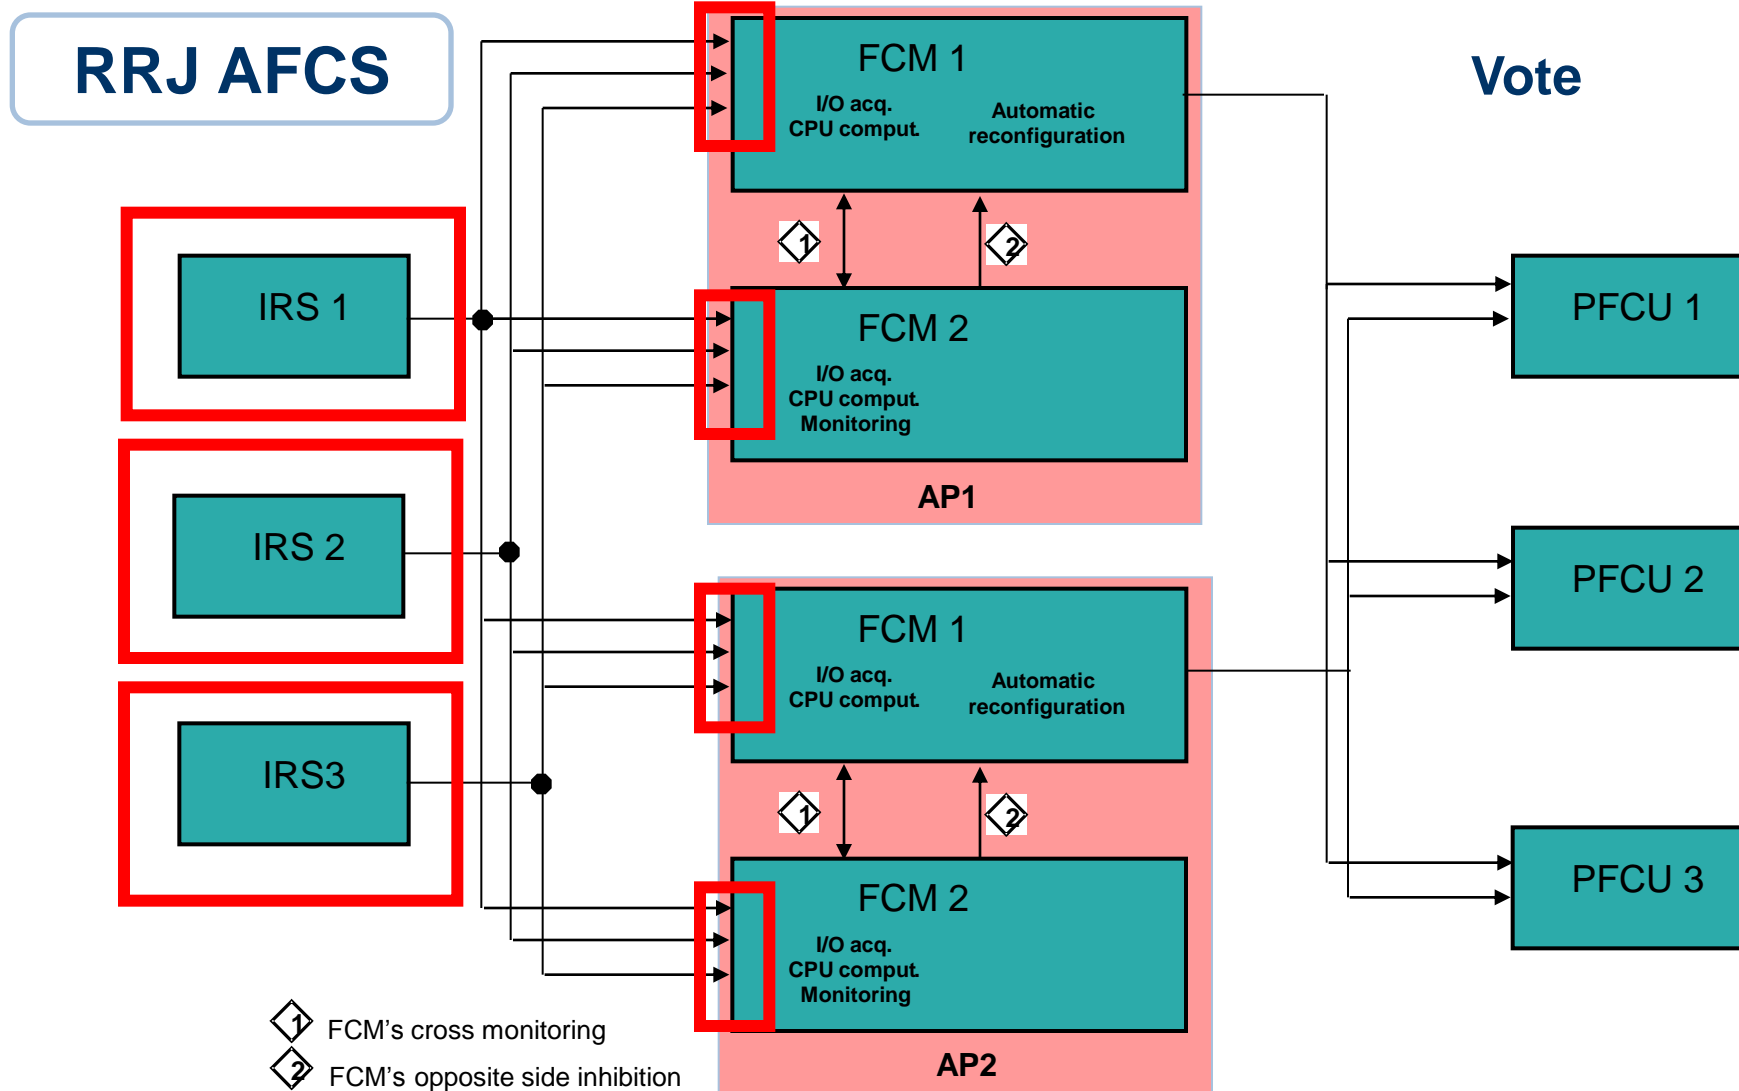 RRJ AFCS
Vote
FCM 1
I/O acq.
CPU comput.
Automatic
reconfiguration
1
2
FCM 2
I/O acq.
CPU comput.
Monitoring
AP1
IRS 1
IRS 2
IRS3
FCM 1
I/O acq.
CPU comput.
Automatic
reconfiguration
1
2
FCM 2
I/O acq.
CPU comput.
Monitoring
AP2
PFCU 1
PFCU 2
PFCU 3
1 FCM's cross monitoring
2 FCM's opposite side inhibition